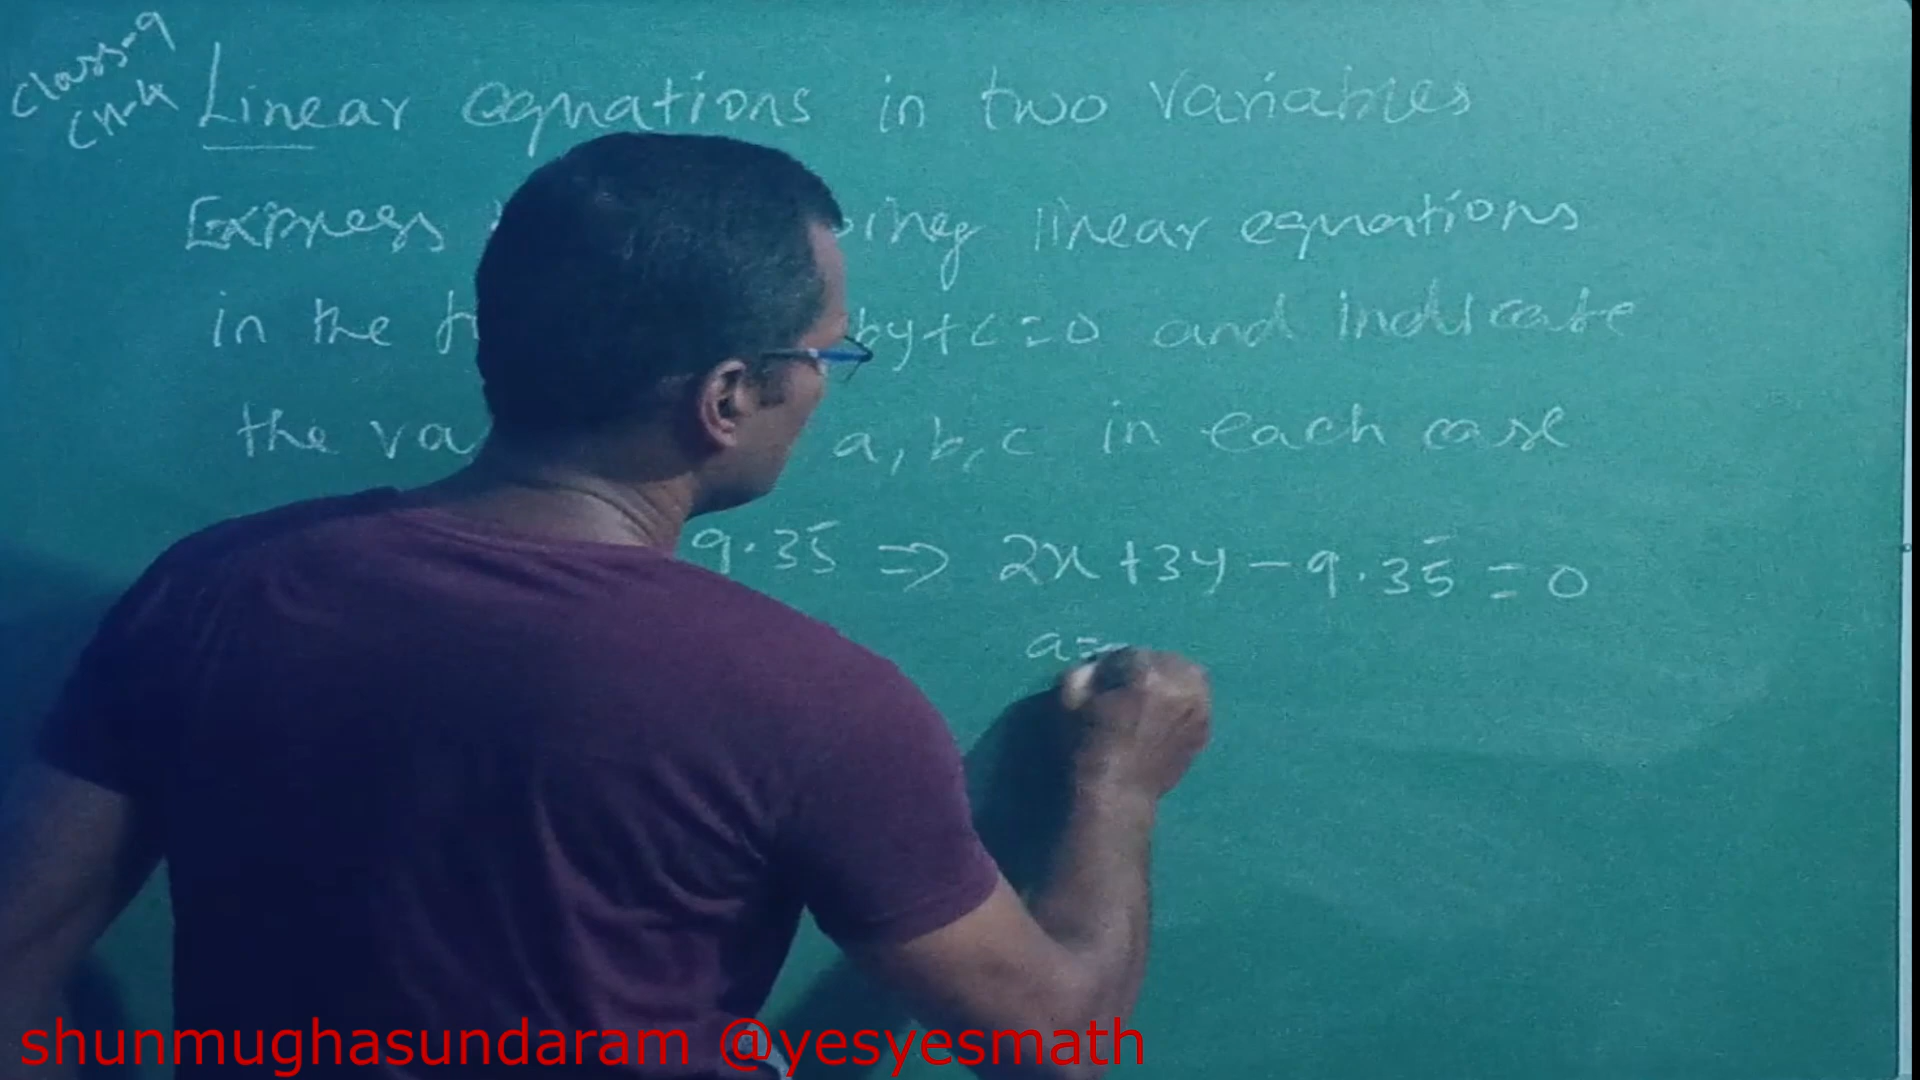 Class-9
CH-4
Linear equations in two variables
Express linear equations
in the by+c=0 and indicate
the a, b, c in each case
9.35̅ ⇒ 2x+3y-9.35̅=0
a=
shunmughasundaram @yesyesmath